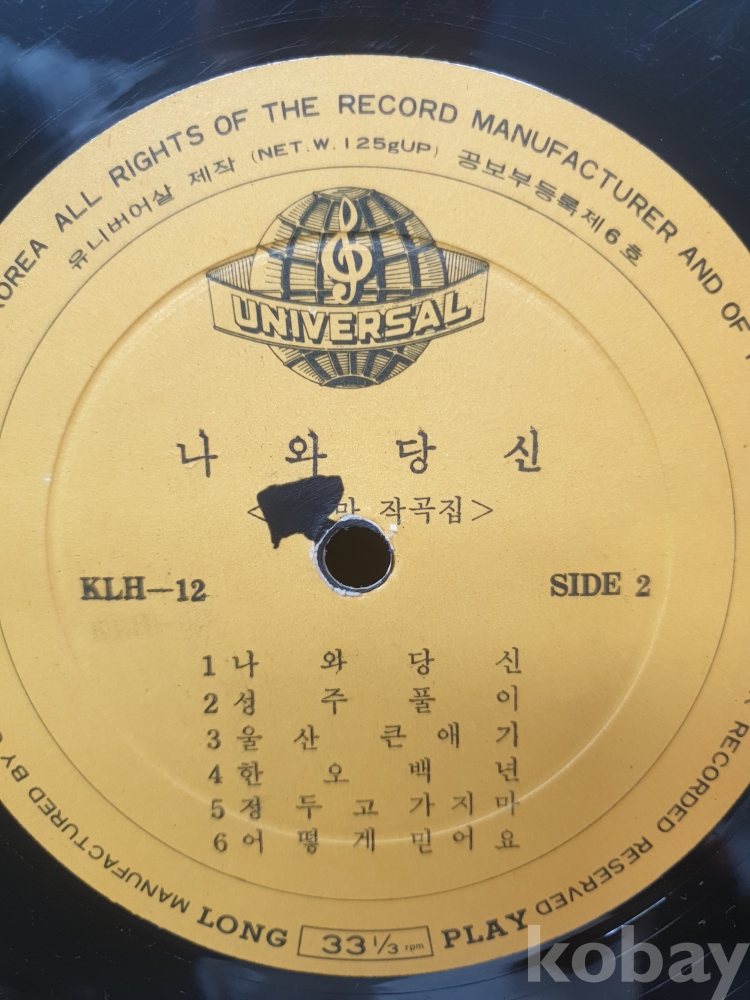 KOREA ALL RIGHTS OF THE RECORD MANUFACTURER AND OF
유니버어살 제작 (NET.W.125gUP) 공보부등록제6호
UNIVERSAL
나와당신
작곡집>
KLH-12
SIDE 2
1 나와당신
2 성주풀이
3 울산 큰애기
4 한오백년
5 정두고가지마
6 어떻게믿어요
RECORDED RESERVED
MANUFACTURED BY
LONG 33 1/3 rpm PLAY
kobay